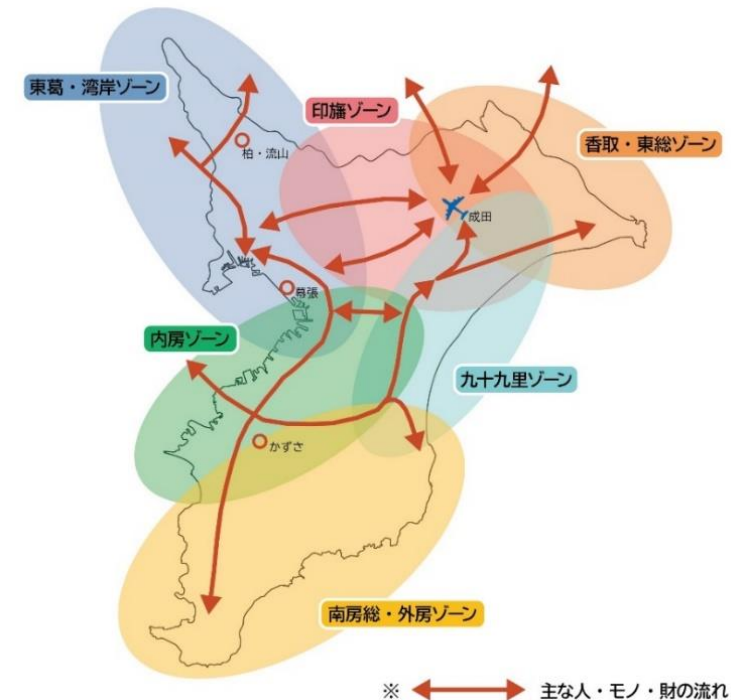 東葛・湾岸ゾーン
印旛ゾーン
香取・東総ゾーン
柏・流山
成田
幕張
内房ゾーン
九十九里ゾーン
かずさ
南房総・外房ゾーン
※ 主な人・モノ・財の流れ